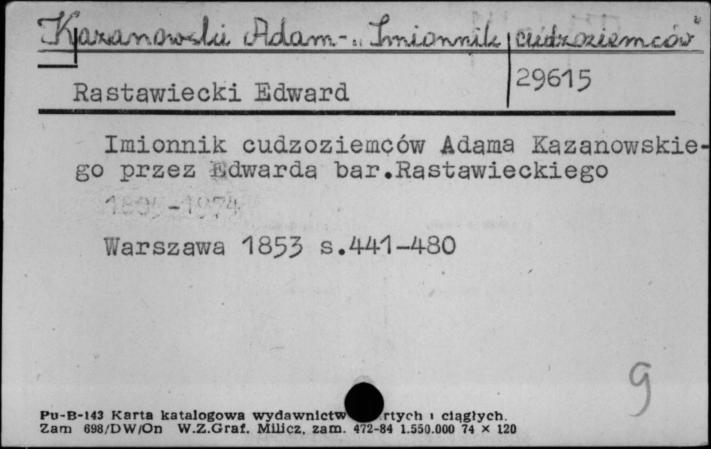 Kazanowski Adam - „Imionnik cudzoziemców"
29615
Rastawiecki Edward
Imionnik cudzoziemców Adama Kazanowskie-
go przez Edwarda bar.Rastawieckiego
Warszawa 1853 s.441-480
9
Pu-B-143 Karta katalogowa wydawnictw rtych i ciągłych.
Zam 698/DW/On W.Z.Graf. Milicz, zam. 472-84 1.550.000 74 × 120